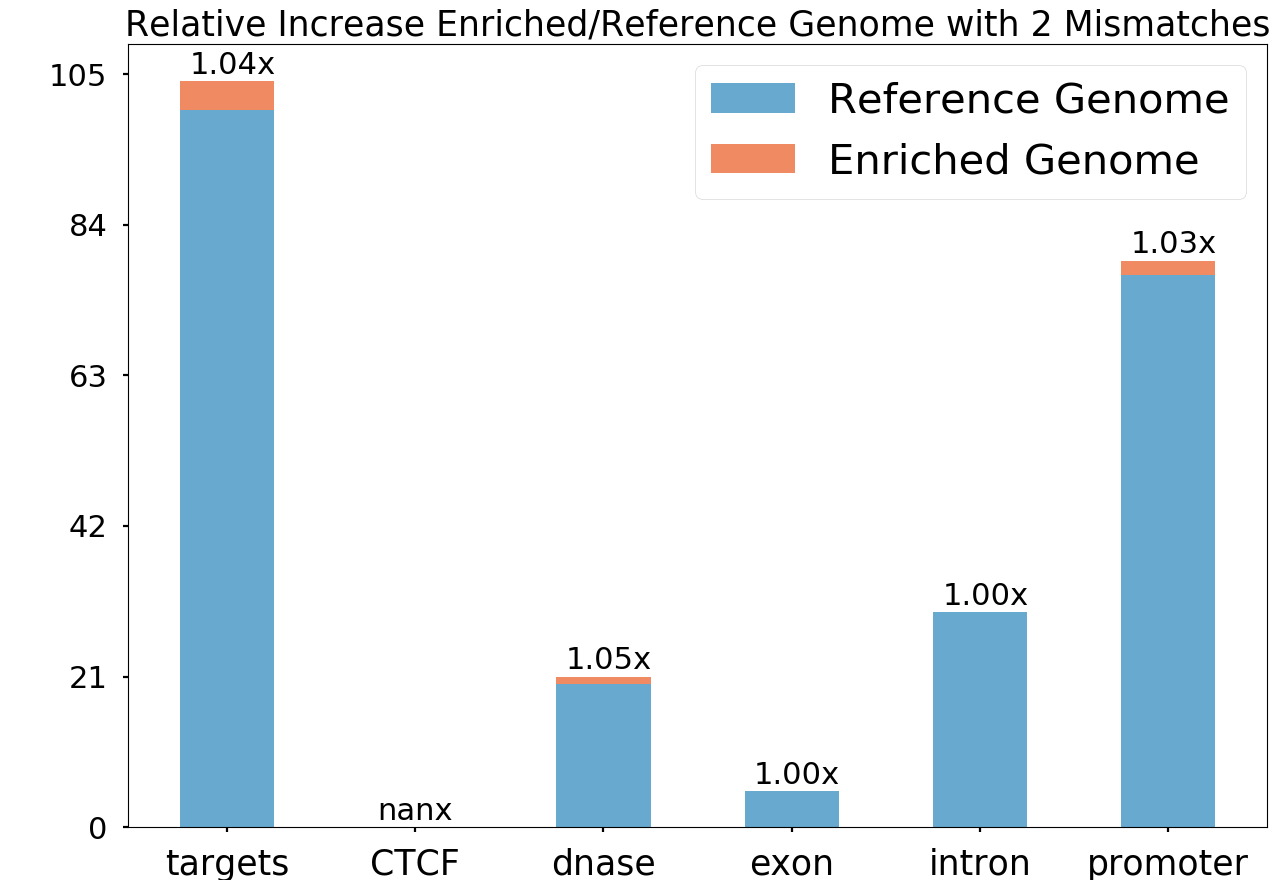 Relative Increase Enriched/Reference Genome with 2 Mismatches
Reference Genome
Enriched Genome
105
84
63
42
21
0
1.04x
nanx
1.05x
1.00x
1.00x
1.03x
targets
CTCF
dnase
exon
intron
promoter